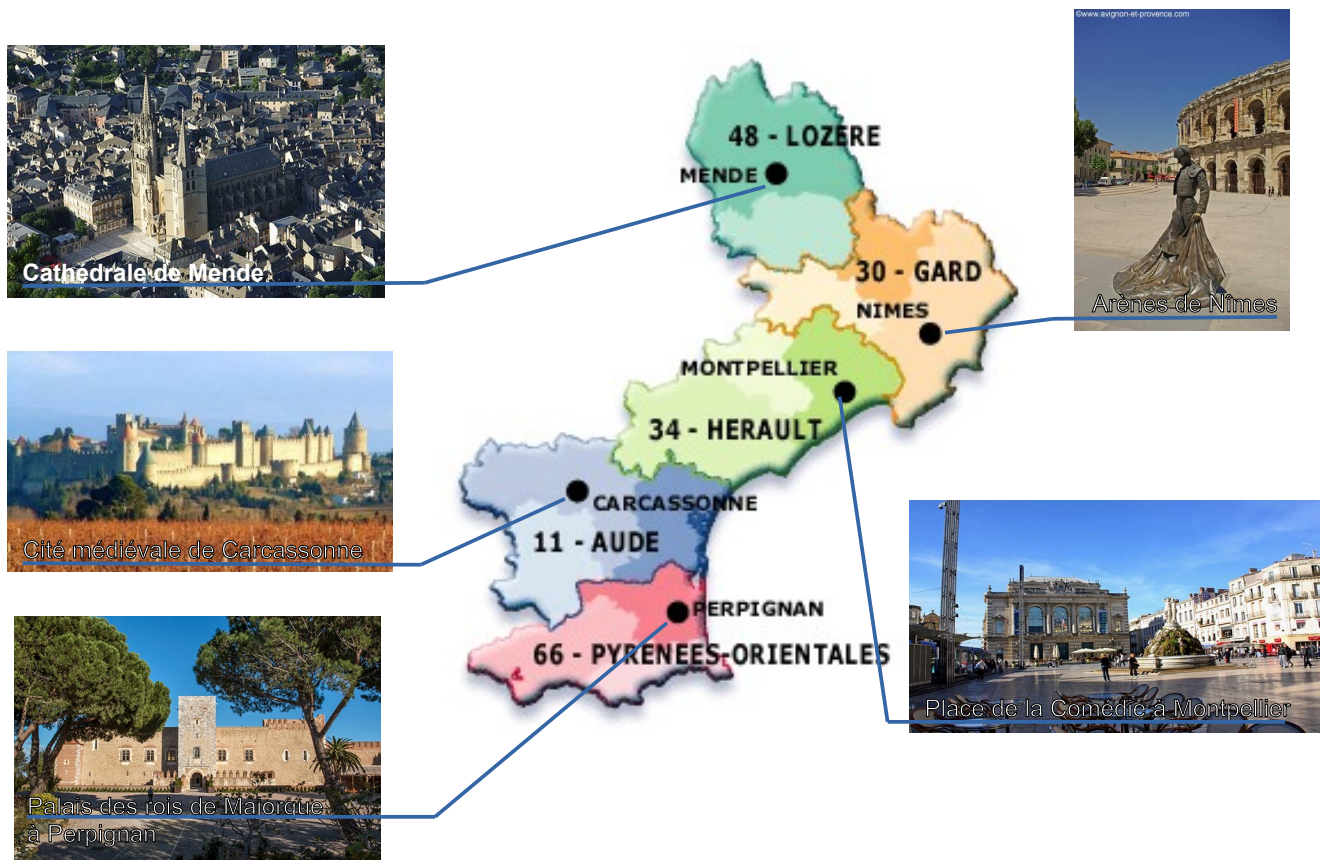 ©www.avignon-et-provence.com
48 - LOZERE
MENDE
Cathédrale de Mende
30 - GARD
NIMES
Arènes de Nîmes
MONTPELLIER
34 - HERAULT
CARCASSONNE
11 - AUDE
Cité médiévale de Carcassonne
PERPIGNAN
66 - PYRENEES-ORIENTALES
Place de la Comédie à Montpellier
Palais des rois de Majorque
à Perpignan